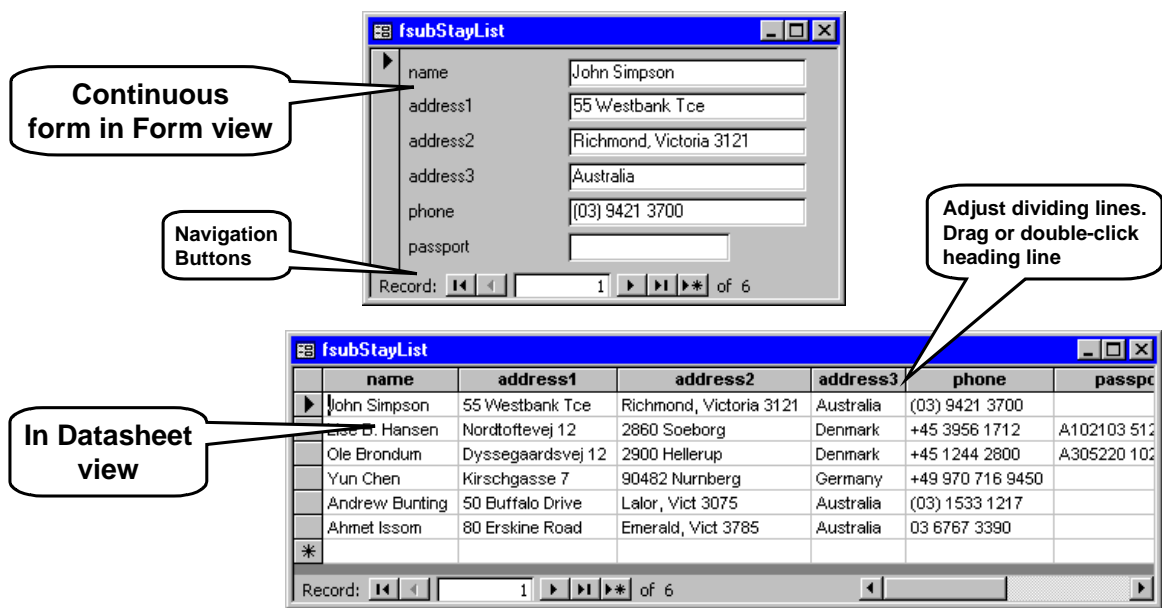 fsubStayList
Continuous
form in Form view
name John Simpson
address1 55 Westbank Tce
address2 Richmond, Victoria 3121
address3 Australia
phone (03) 9421 3700
passport
Navigation
Buttons
Record: 1 of 6
Adjust dividing lines.
Drag or double-click
heading line
fsubStayList
name address1 address2 address3 phone passpo
John Simpson 55 Westbank Tce Richmond, Victoria 3121 Australia (03) 9421 3700
Else B. Hansen Nordtoftevej 12 2860 Soeborg Denmark +45 3956 1712 A102103 512
Ole Brondum Dyssegaardsvej 12 2900 Hellerup Denmark +45 1244 2800 A305220 102
Yun Chen Kirschgasse 7 90482 Nurnberg Germany +49 970 716 9450
Andrew Bunting 50 Buffalo Drive Lalor, Vict 3075 Australia (03) 1533 1217
Ahmet Issom 80 Erskine Road Emerald, Vict 3785 Australia 03 6767 3390
In Datasheet
view
Record: 1 of 6